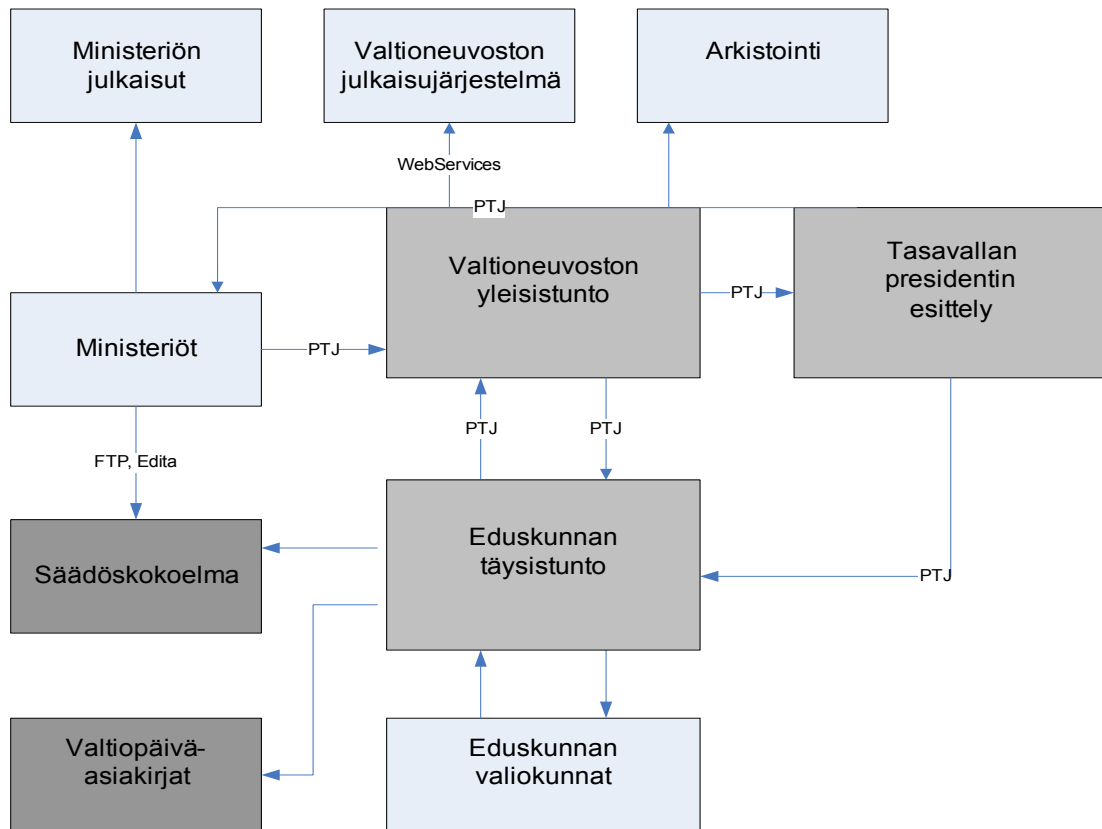 Ministeriön
julkaisut
Valtioneuvoston
julkaisujärjestelmä
Arkistointi
WebServices
PTJ
Valtioneuvoston
yleisistunto
Tasavallan
presidentin
esittely
PTJ
Ministeriöt
PTJ
PTJ
PTJ
FTP, Edita
Säädöskokoelma
Eduskunnan
täysistunto
PTJ
Valtiopäivä-
asiakirjat
Eduskunnan
valiokunnat